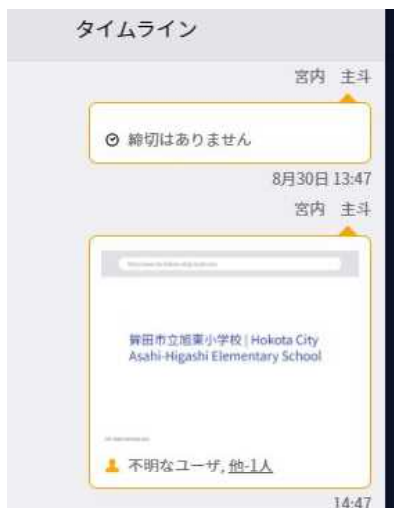 タイムライン
宮内 主斗
締切はありません
8月30日 13:47
宮内 主斗
鉾田市立旭東小学校 | Hokota City
Asahi-Higashi Elementary School
不明なユーザ, 他-1人
14:47